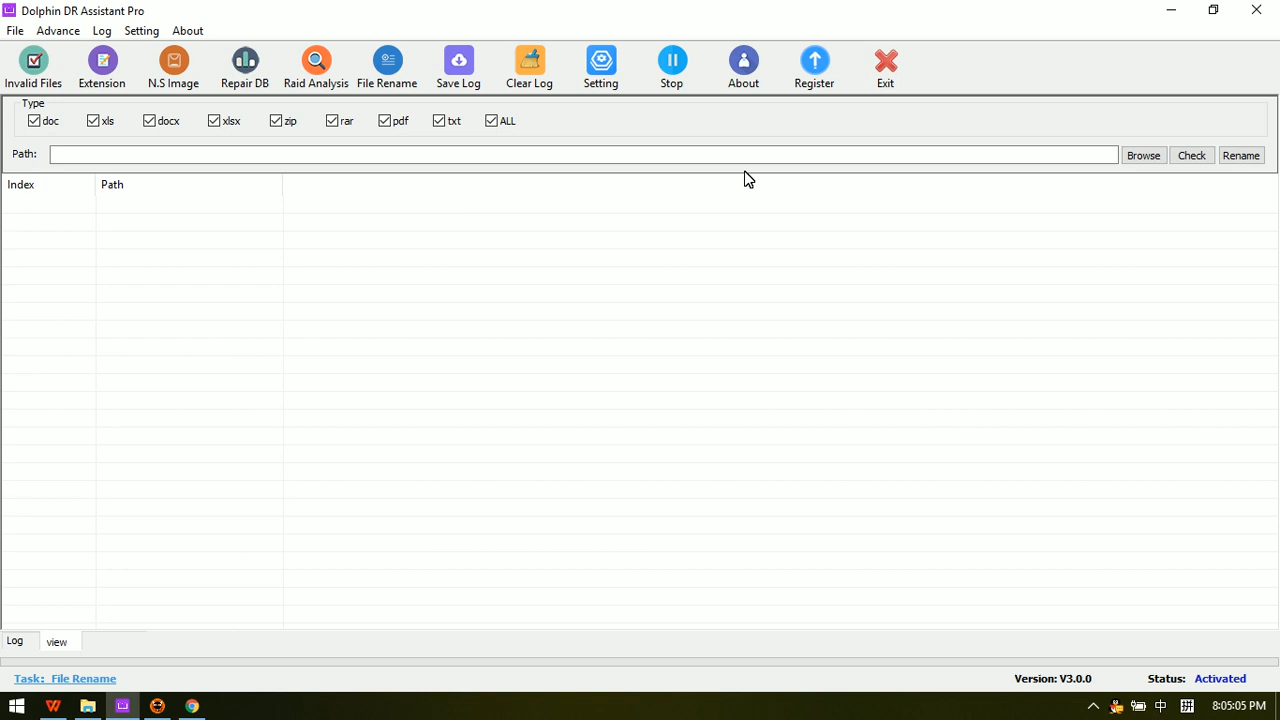 Dolphin DR Assistant Pro
File Advance Log Setting About
Invalid Files Extension N.S Image Repair DB Raid Analysis File Rename Save Log Clear Log Setting Stop About Register Exit
Type
doc xls docx xlsx zip rar pdf txt ALL
Path: Browse Check Rename
Index Path
Log view
Task: File Rename Version: V3.0.0 Status: Activated
中 拼 8:05:05 PM